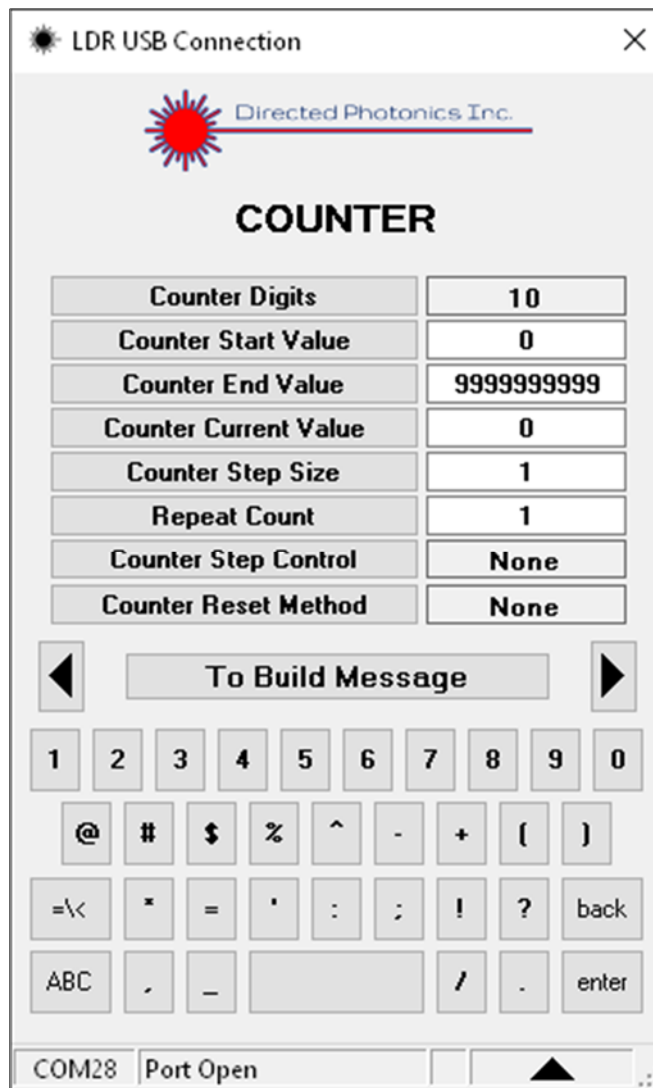 LDR USB Connection
Directed Photonics Inc.
COUNTER
Counter Digits 10
Counter Start Value 0
Counter End Value 9999999999
Counter Current Value 0
Counter Step Size 1
Repeat Count 1
Counter Step Control None
Counter Reset Method None
To Build Message
1 2 3 4 5 6 7 8 9 0
@ # $ % ^ - + ( )
=\< * = ' : ; ! ? back
ABC , _ / . enter
COM28 Port Open